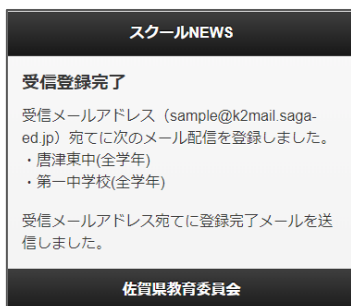 スクールNEWS
受信登録完了
受信メールアドレス（sample@k2mail.saga-
ed.jp）宛てに次のメール配信を登録しました。
・唐津東中(全学年)
・第一中学校(全学年)
受信メールアドレス宛てに登録完了メールを送
信しました。
佐賀県教育委員会